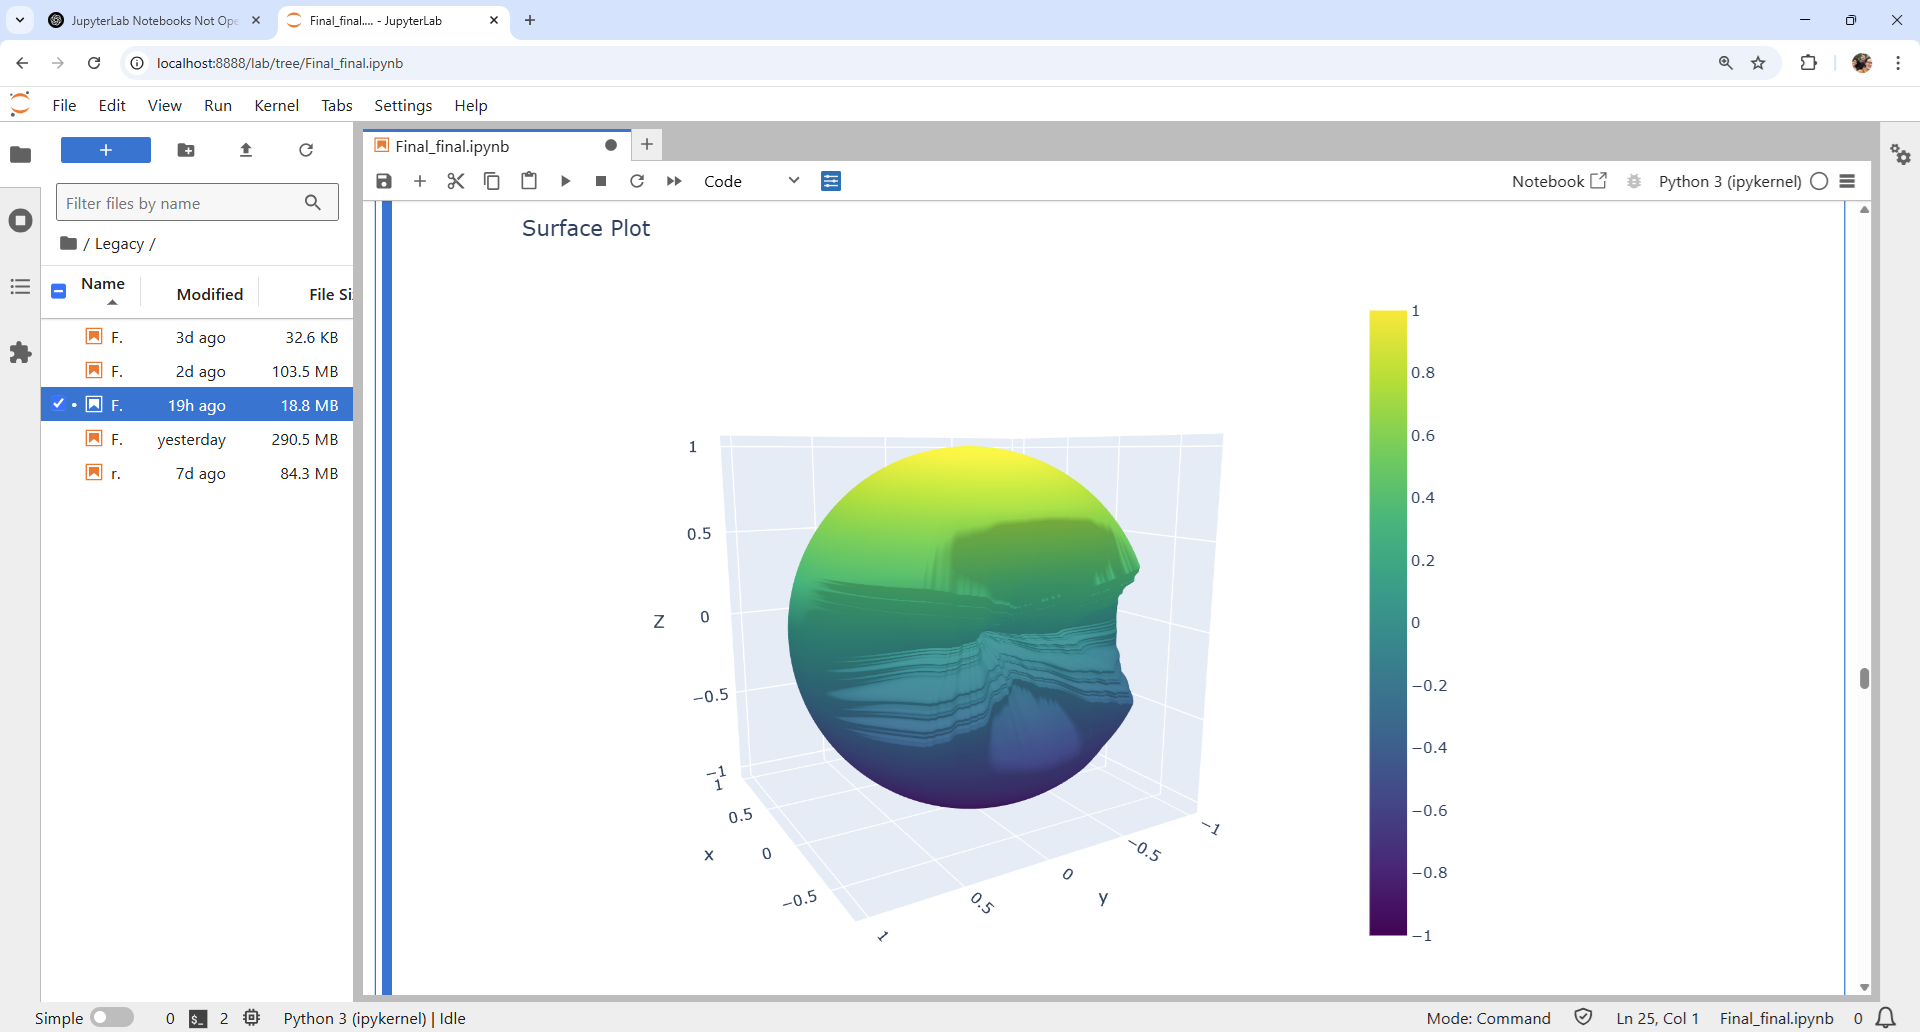 JupyterLab Notebooks Not Ope
Final_final.... - JupyterLab
localhost:8888/lab/tree/Final_final.ipynb
File Edit View Run Kernel Tabs Settings Help
Filter files by name
/ Legacy /
Name Modified File Si
F. 3d ago 32.6 KB
F. 2d ago 103.5 MB
F. 19h ago 18.8 MB
F. yesterday 290.5 MB
r. 7d ago 84.3 MB
Final_final.ipynb
Code
Notebook
Python 3 (ipykernel)
Surface Plot
1
0.5
0
−0.5
−1
z
1
0.5
0
−0.5
x
1
0.5
0
−0.5
−1
y
1
0.8
0.6
0.4
0.2
0
−0.2
−0.4
−0.6
−0.8
−1
Simple 0 $_ 2 Python 3 (ipykernel) | Idle
Mode: Command Ln 25, Col 1 Final_final.ipynb 0